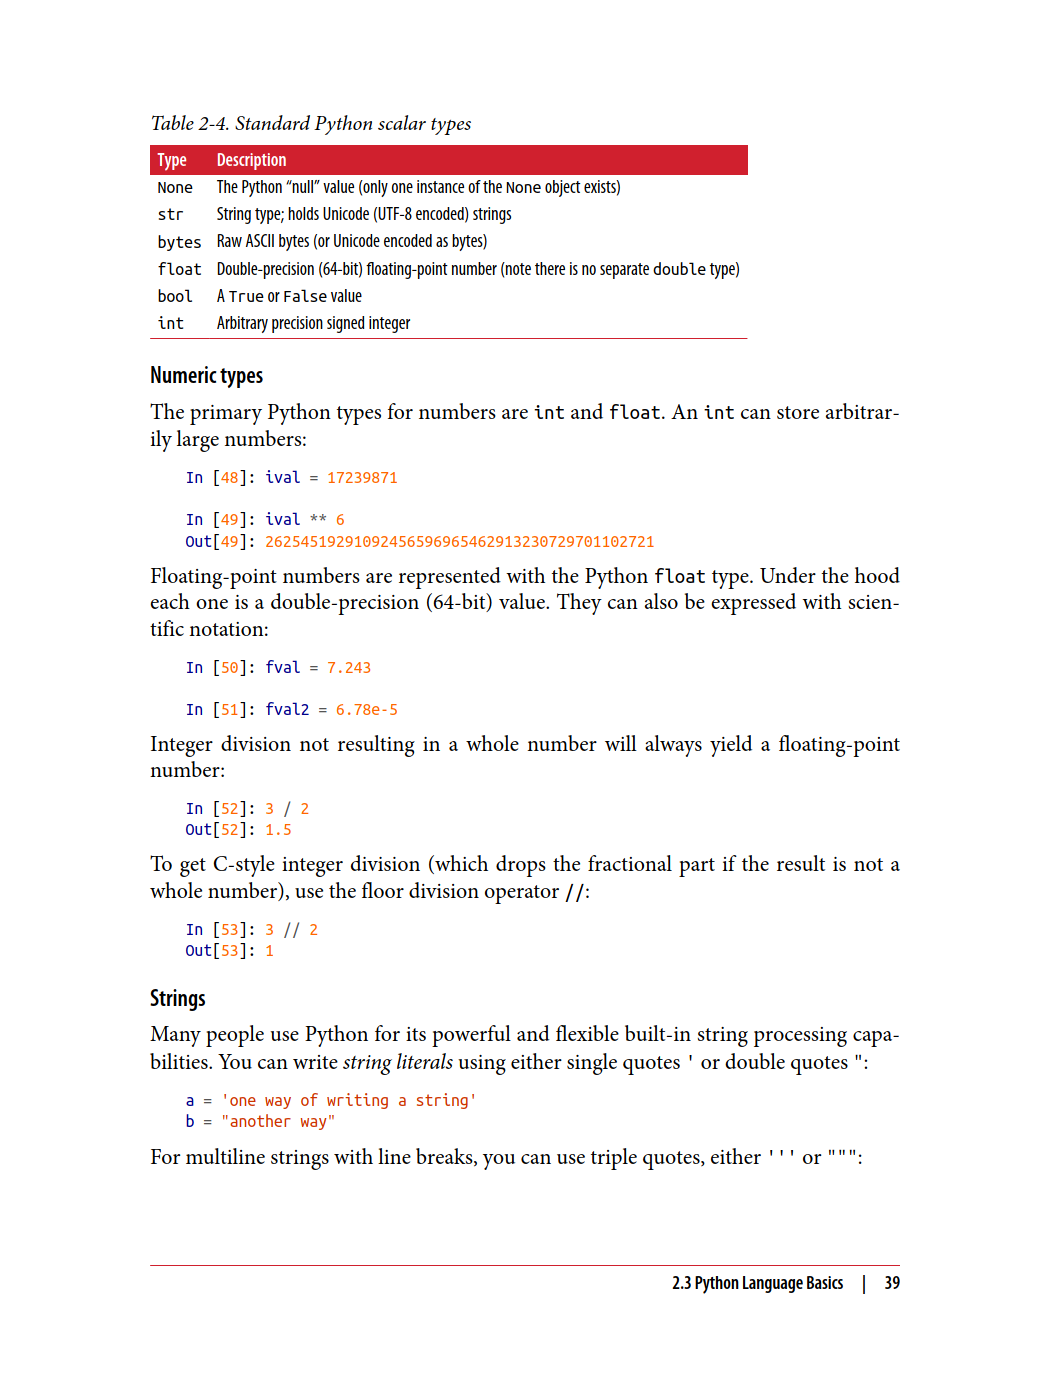 Table 2-4. Standard Python scalar types
Type Description
None The Python “null” value (only one instance of the None object exists)
str String type; holds Unicode (UTF-8 encoded) strings
bytes Raw ASCII bytes (or Unicode encoded as bytes)
float Double-precision (64-bit) floating-point number (note there is no separate double type)
bool A True or False value
int Arbitrary precision signed integer
Numeric types
The primary Python types for numbers are int and float. An int can store arbitrar-
ily large numbers:
In [48]: ival = 17239871
In [49]: ival ** 6
Out[49]: 26254519291092456596965462913230729701102721
Floating-point numbers are represented with the Python float type. Under the hood
each one is a double-precision (64-bit) value. They can also be expressed with scien-
tific notation:
In [50]: fval = 7.243
In [51]: fval2 = 6.78e-5
Integer division not resulting in a whole number will always yield a floating-point
number:
In [52]: 3 / 2
Out[52]: 1.5
To get C-style integer division (which drops the fractional part if the result is not a
whole number), use the floor division operator //:
In [53]: 3 // 2
Out[53]: 1
Strings
Many people use Python for its powerful and flexible built-in string processing capa-
bilities. You can write string literals using either single quotes ' or double quotes ":
a = 'one way of writing a string'
b = "another way"
For multiline strings with line breaks, you can use triple quotes, either ''' or """:
2.3 Python Language Basics | 39